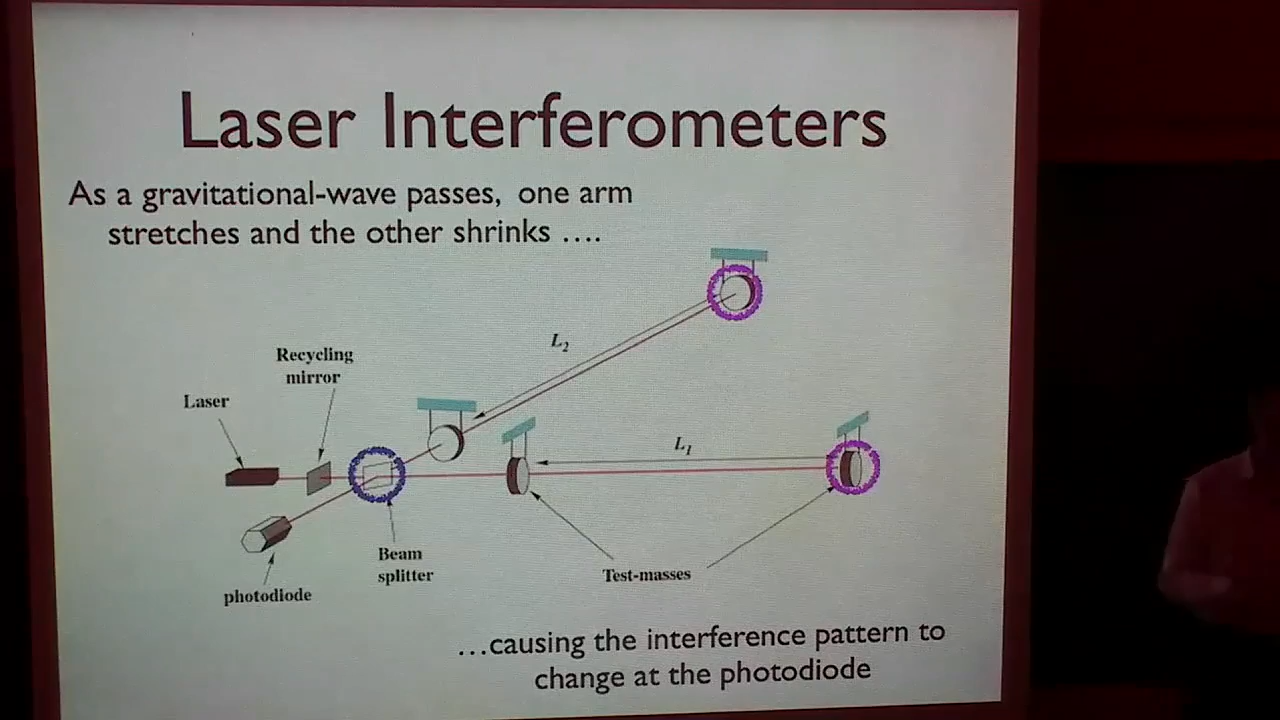 Laser Interferometers
As a gravitational-wave passes, one arm
stretches and the other shrinks ....
L2
Recycling
mirror
Laser
L1
Beam
splitter
Test-masses
photodiode
...causing the interference pattern to
change at the photodiode